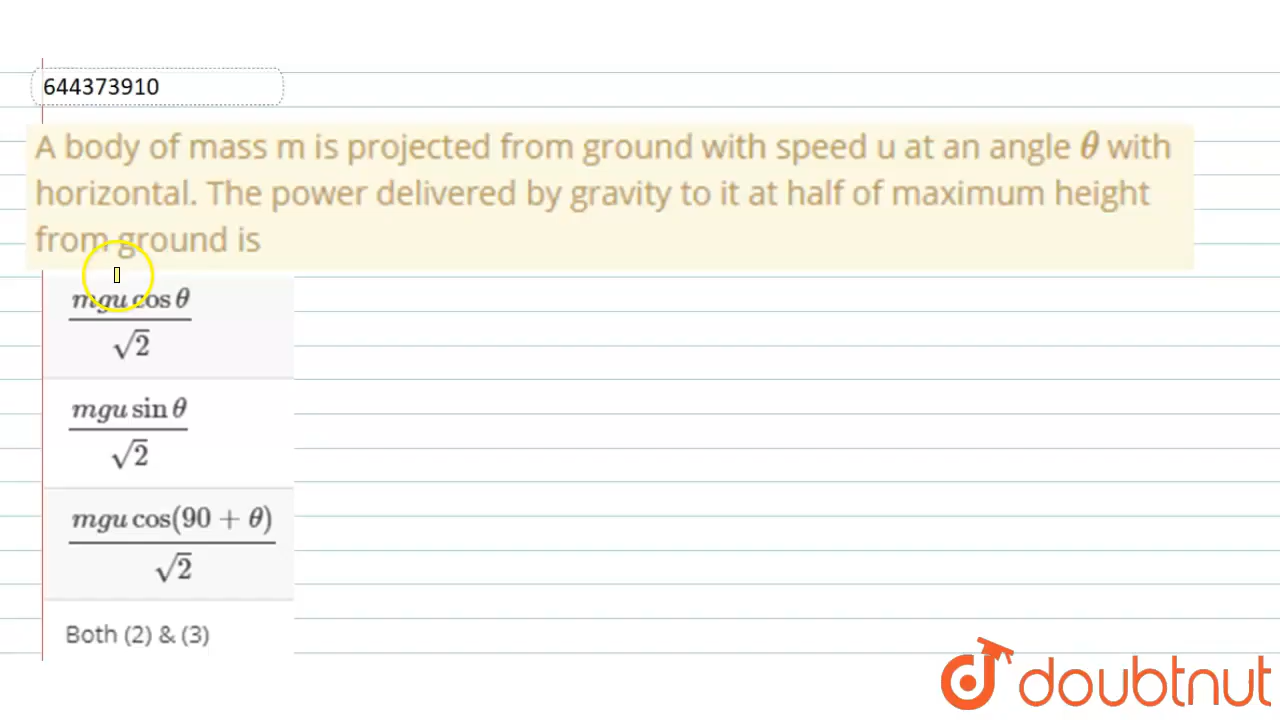 644373910
A body of mass m is projected from ground with speed u at an angle θ with
horizontal. The power delivered by gravity to it at half of maximum height
from ground is
mgu cos θ
√2
mgu sin θ
√2
mgu cos(90 + θ)
√2
Both (2) & (3)
doubtnut